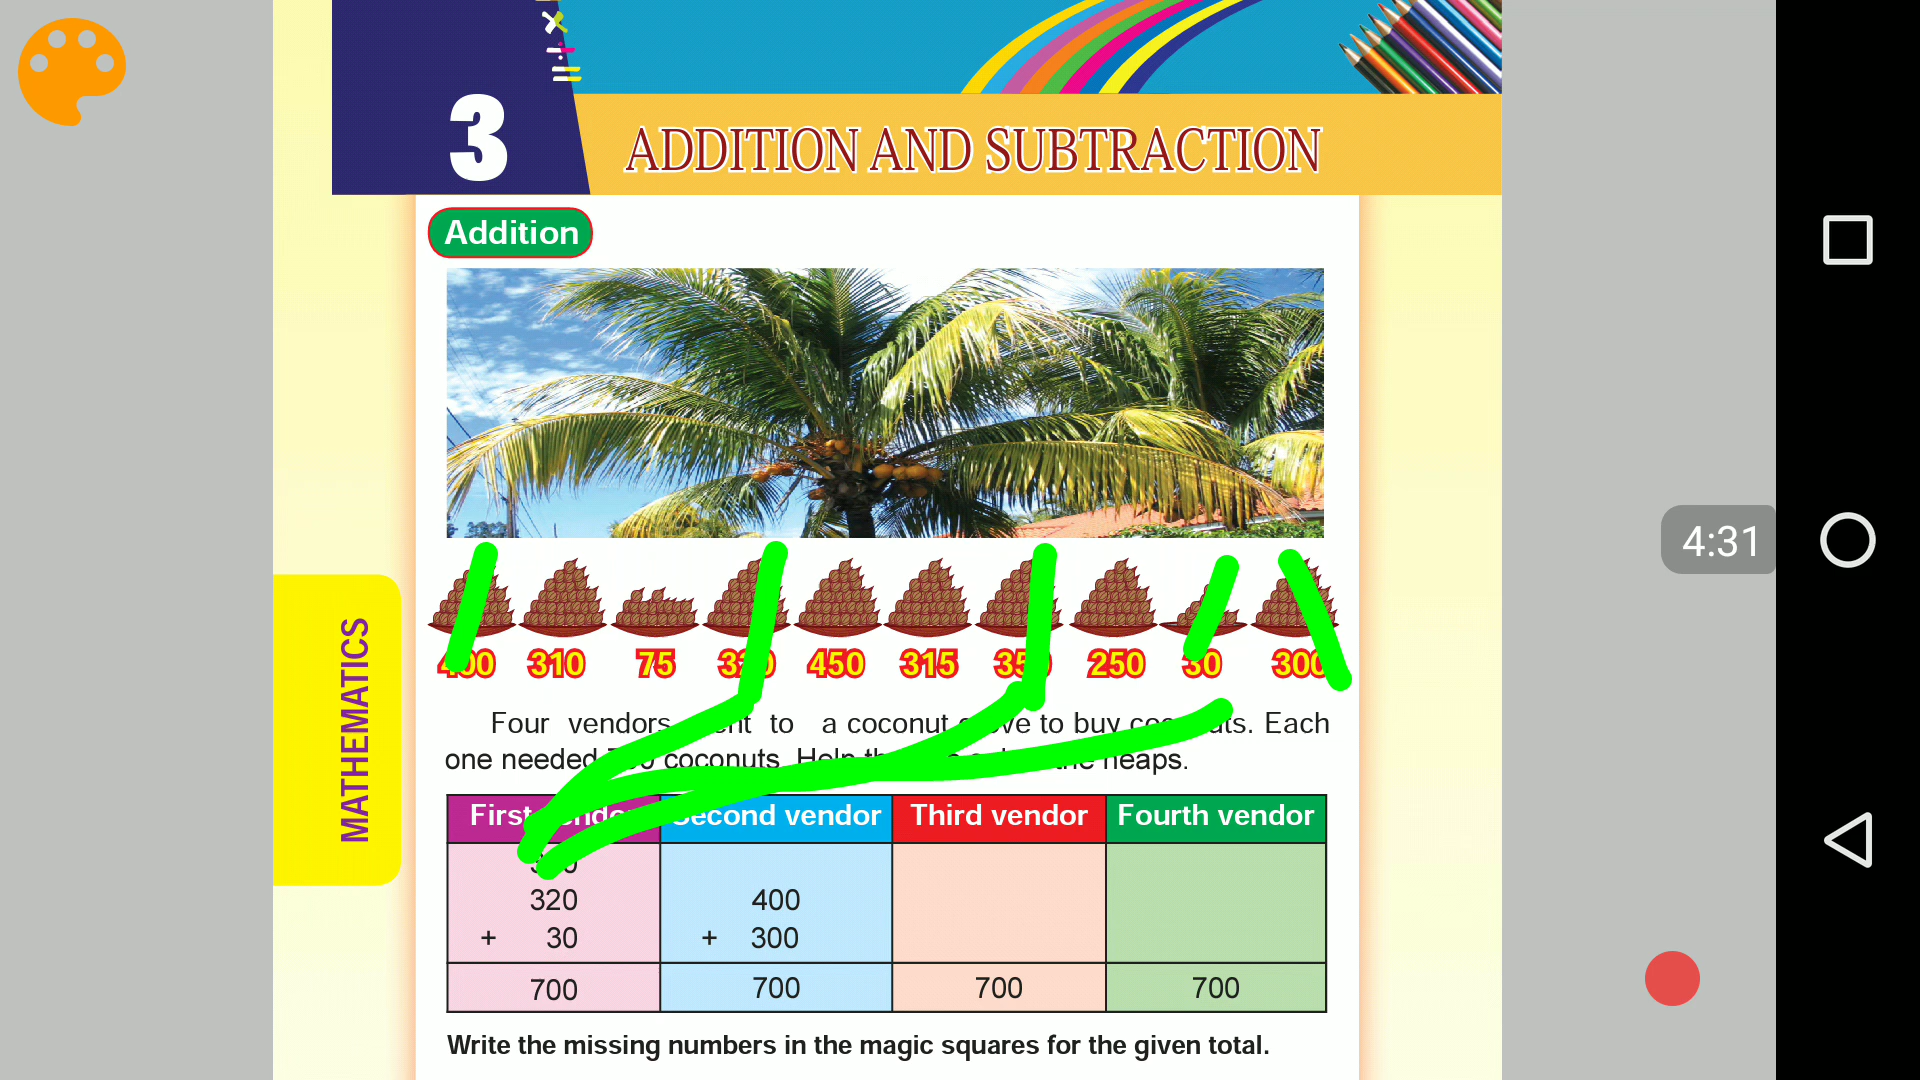 3
ADDITION AND SUBTRACTION
Addition
310 75 450 315 250 300
Four vendors to a coconut to buy Each
one needed coconuts. the heaps.
MATHEMATICS
4:31
vendor Third vendor Fourth vendor
320 400
+ 30 + 300
700 700 700 700
Write the missing numbers in the magic squares for the given total.